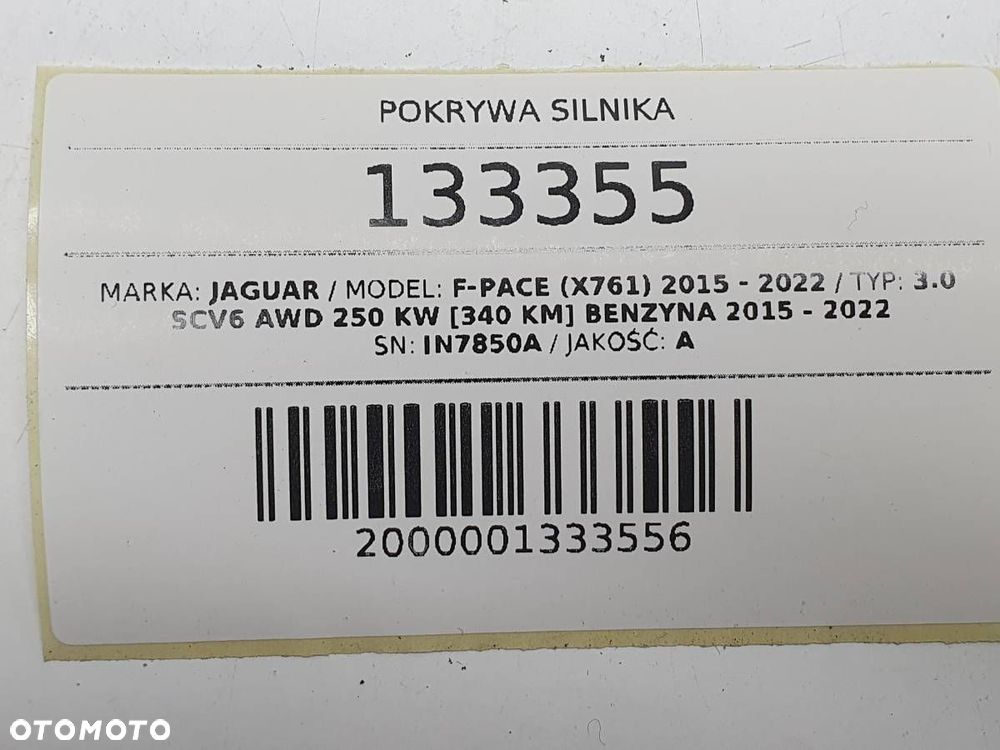 POKRYWA SILNIKA
133355
MARKA: JAGUAR / MODEL: F-PACE (X761) 2015 - 2022 / TYP: 3.0
SCV6 AWD 250 KW [340 KM] BENZYNA 2015 - 2022
SN: IN7850A / JAKOŚĆ: A
2000001333556
OTOMOTO